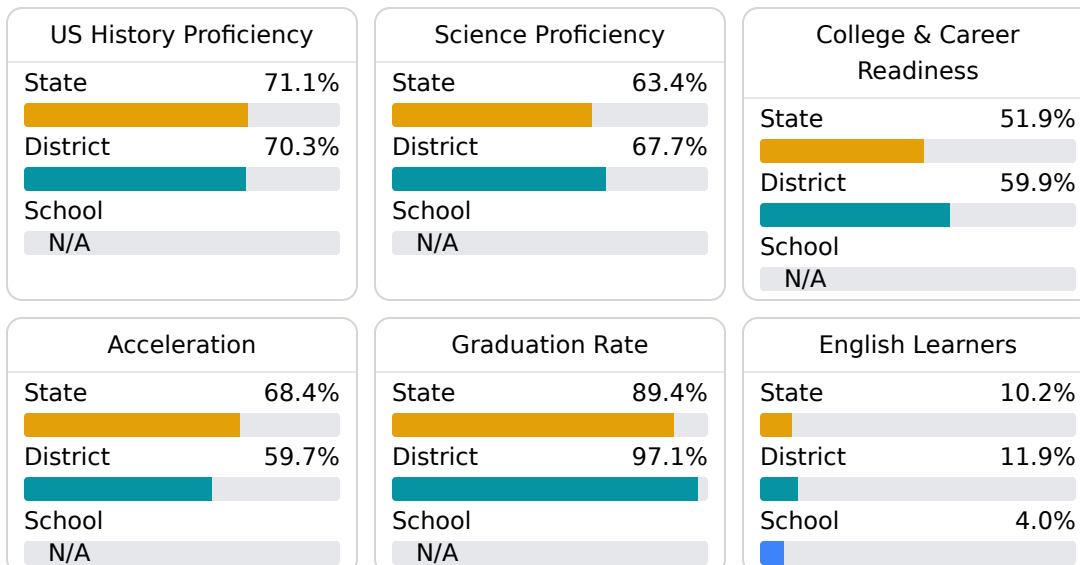 US History Proficiency
State 71.1%
District 70.3%
School
N/A
Science Proficiency
State 63.4%
District 67.7%
School
N/A
College & Career
Readiness
State 51.9%
District 59.9%
School
N/A
Acceleration
State 68.4%
District 59.7%
School
N/A
Graduation Rate
State 89.4%
District 97.1%
School
N/A
English Learners
State 10.2%
District 11.9%
School 4.0%